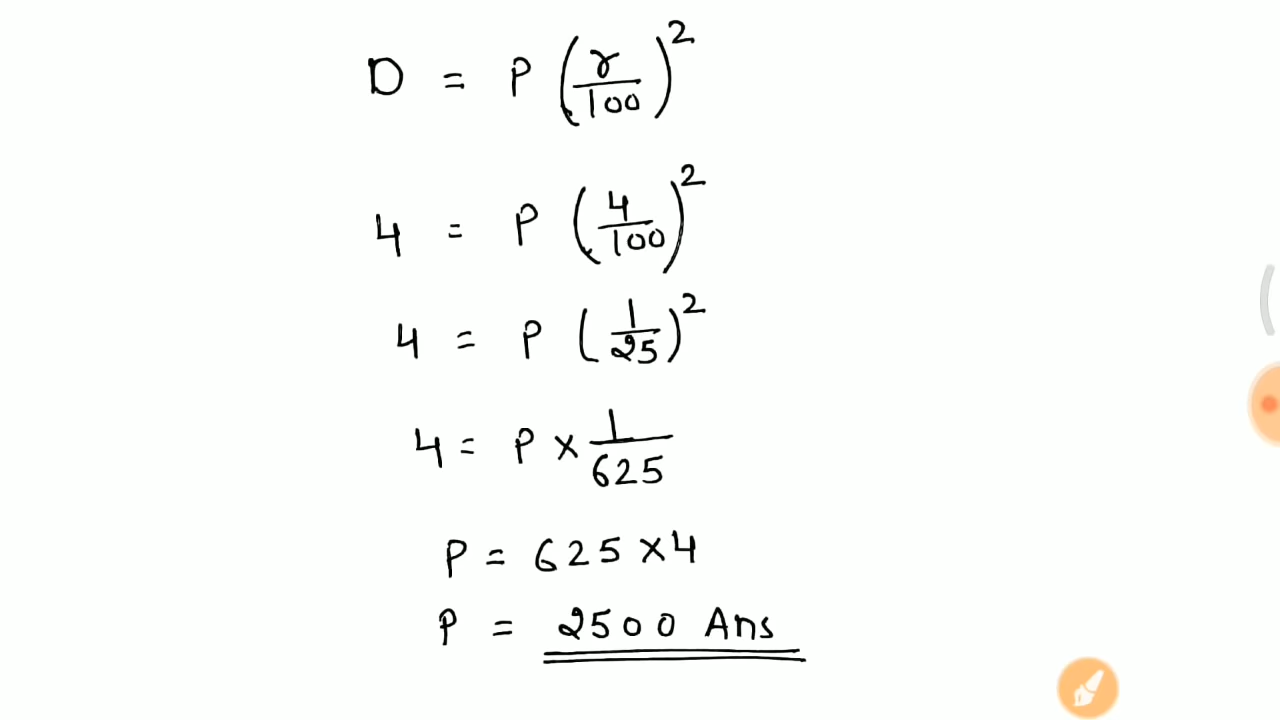 D = P (r/100)²
4 = P (4/100)²
4 = P (1/25)²
4 = P × 1/625
P = 625 × 4
P = 2500 Ans